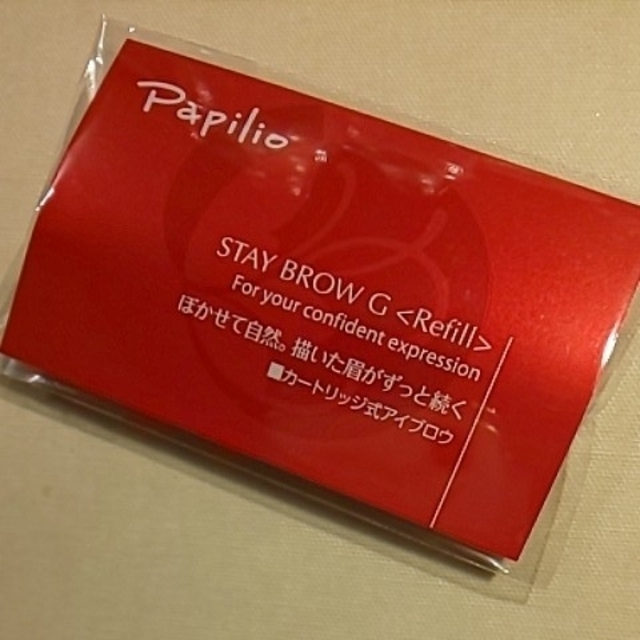 Papilio
STAY BROW G <Refill>
For your confident expression
ぼかせて自然。描いた眉がずっと続く
■カートリッジ式アイブロウ